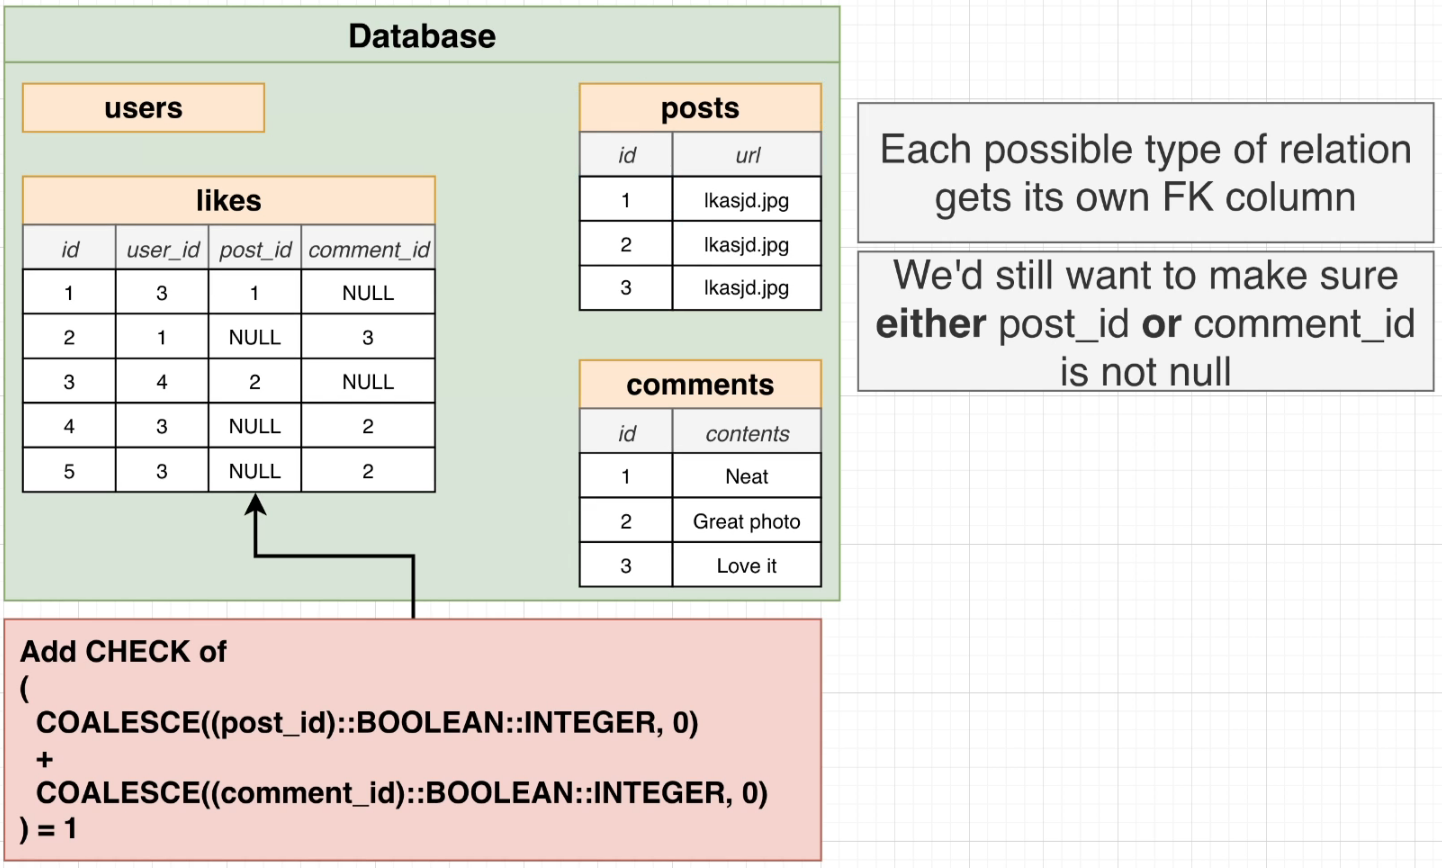 Database
users
likes
id user_id post_id comment_id
1 3 1 NULL
2 1 NULL 3
3 4 2 NULL
4 3 NULL 2
5 3 NULL 2
posts
id url
1 lkasjd.jpg
2 lkasjd.jpg
3 lkasjd.jpg
comments
id contents
1 Neat
2 Great photo
3 Love it
Each possible type of relation
gets its own FK column
We'd still want to make sure
either post_id or comment_id
is not null
Add CHECK of
(
COALESCE((post_id)::BOOLEAN::INTEGER, 0)
+
COALESCE((comment_id)::BOOLEAN::INTEGER, 0)
) = 1